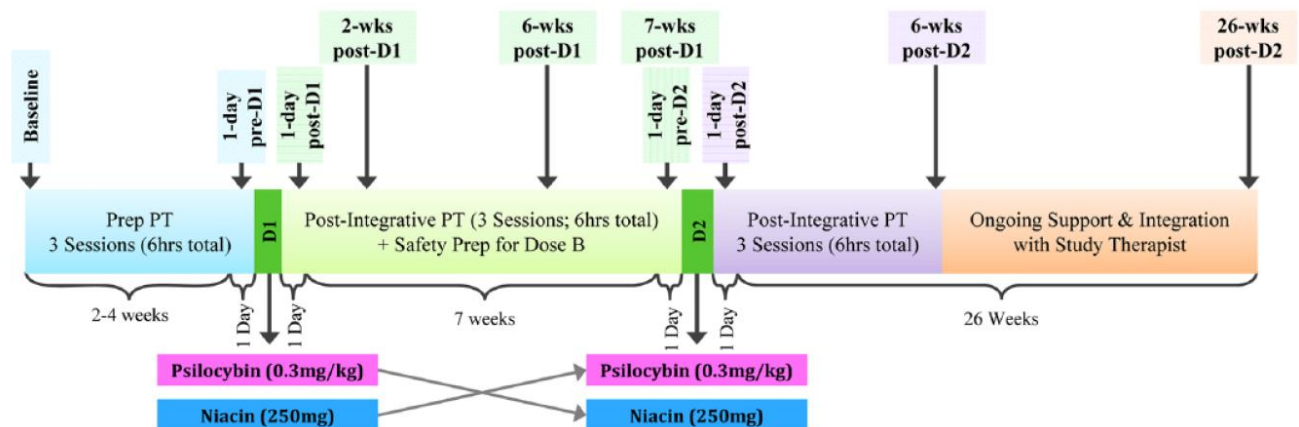 2-wks
post-D1
6-wks
post-D1
7-wks
post-D1
6-wks
post-D2
26-wks
post-D2
Baseline
1-day
pre-D1
1-day
post-D1
1-day
pre-D2
1-day
post-D2
Prep PT
3 Sessions (6hrs total)
D1
Post-Integrative PT (3 Sessions; 6hrs total)
+ Safety Prep for Dose B
D2
Post-Integrative PT
3 Sessions (6hrs total)
Ongoing Support & Integration
with Study Therapist
2-4 weeks
1 Day
1 Day
7 weeks
1 Day
1 Day
26 Weeks
Psilocybin (0.3mg/kg)
Psilocybin (0.3mg/kg)
Niacin (250mg)
Niacin (250mg)